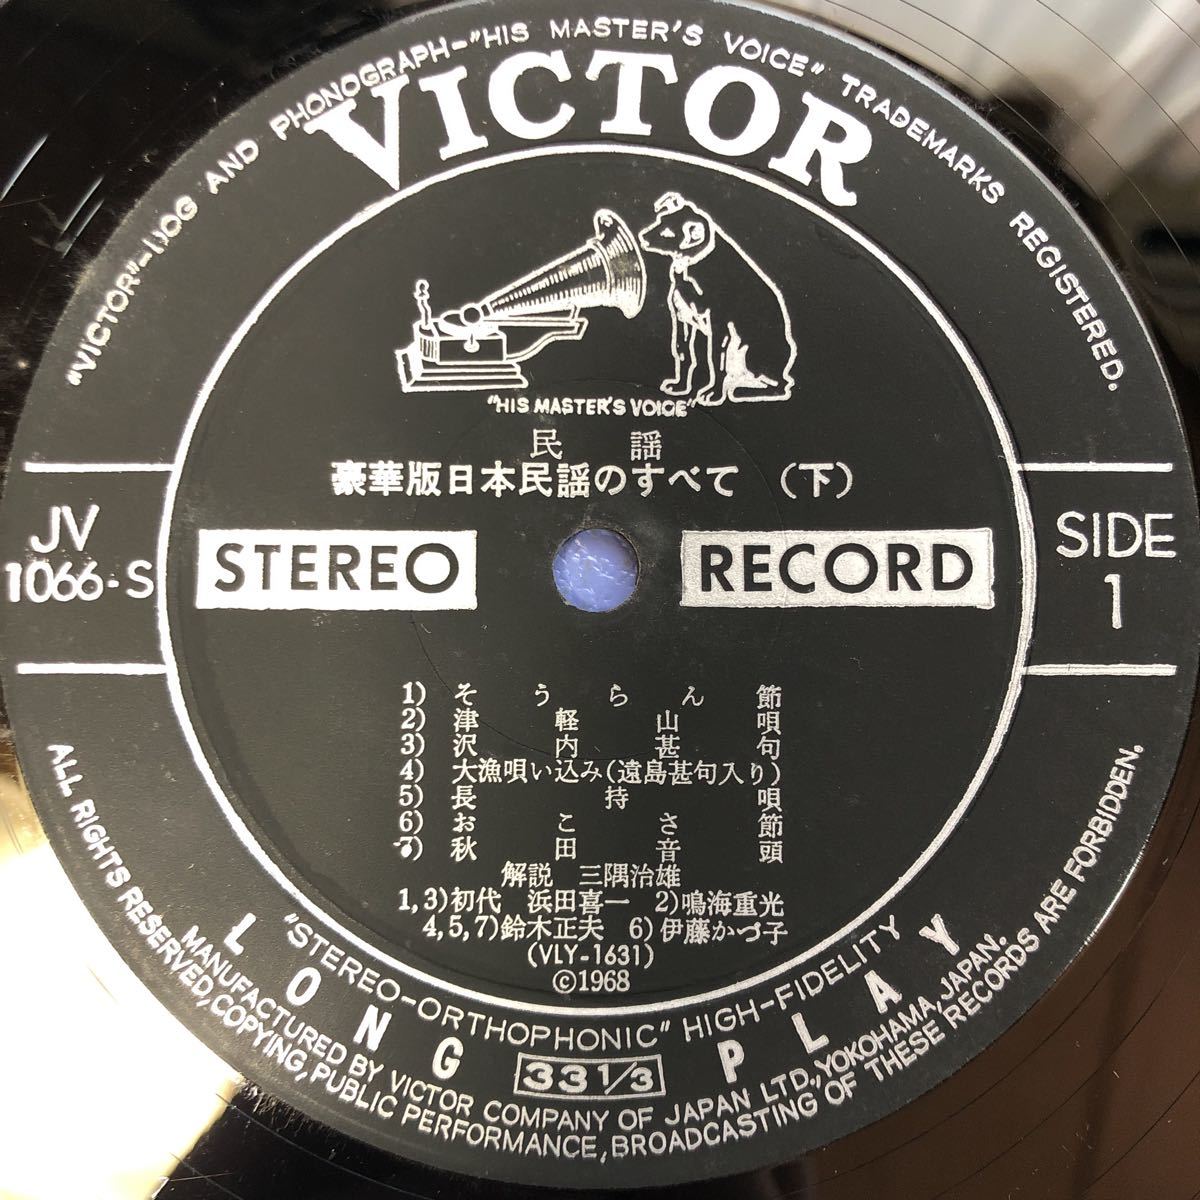 "VICTOR"-DOG AND PHONOGRAPH-"HIS MASTER'S VOICE" TRADEMARKS REGISTERED.
VICTOR
"HIS MASTER'S VOICE"
民謡
豪華版日本民謡のすべて (下)
JV
1066-S
STEREO RECORD
SIDE
1
1) そうらん節
2) 津軽山唄
3) 沢内甚句
4) 大漁唄い込み(遠島甚句入り)
5) 長持唄
6) おこさ節
7) 秋田音頭
解説 三隅治雄
1,3)初代 浜田喜一 2)鳴海重光
4,5,7)鈴木正夫 6)伊藤かづ子
(VLY-1631)
©1968
"STEREO-ORTHOPHONIC" HIGH-FIDELITY
LONG 33 1/3 PLAY
MANUFACTURED BY VICTOR COMPANY OF JAPAN LTD., YOKOHAMA, JAPAN.
ALL RIGHTS RESERVED, COPYING, PUBLIC PERFORMANCE, BROADCASTING OF THESE RECORDS ARE FORBIDDEN.